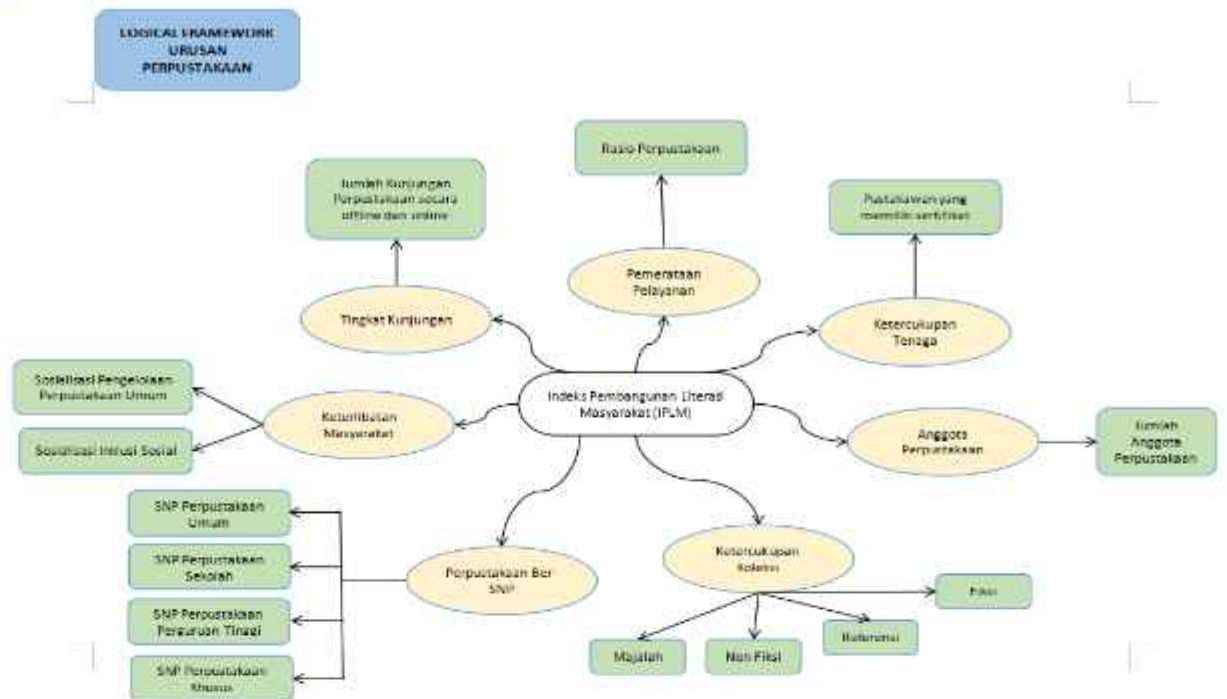 LOGICAL FRAMEWORK
URUSAN
PERPUSTAKAAN
Rasio Perpustakaan
Jumlah Kunjungan
Perpustakaan secara
offline dan online
Pustakawan yang
memiliki sertifikat
Pemerataan
Pelayanan
Tingkat Kunjungan
Ketercukupan
Tenaga
Sosialisasi Pengelolaan
Perpustakaan Umum
Indeks Pembangunan Literasi
Masyarakat (IPLM)
Keterlibatan
Masyarakat
Anggota
Perpustakaan
Jumlah
Anggota
Perpustakaan
Sosialisasi Inklusi Sosial
SNP Perpustakaan
Umum
SNP Perpustakaan
Sekolah
Perpustakaan Ber
SNP
Ketercukupan
Koleksi
Fiksi
SNP Perpustakaan
Perguruan Tinggi
Referensi
Majalah
Non Fiksi
SNP Perpustakaan
Khusus